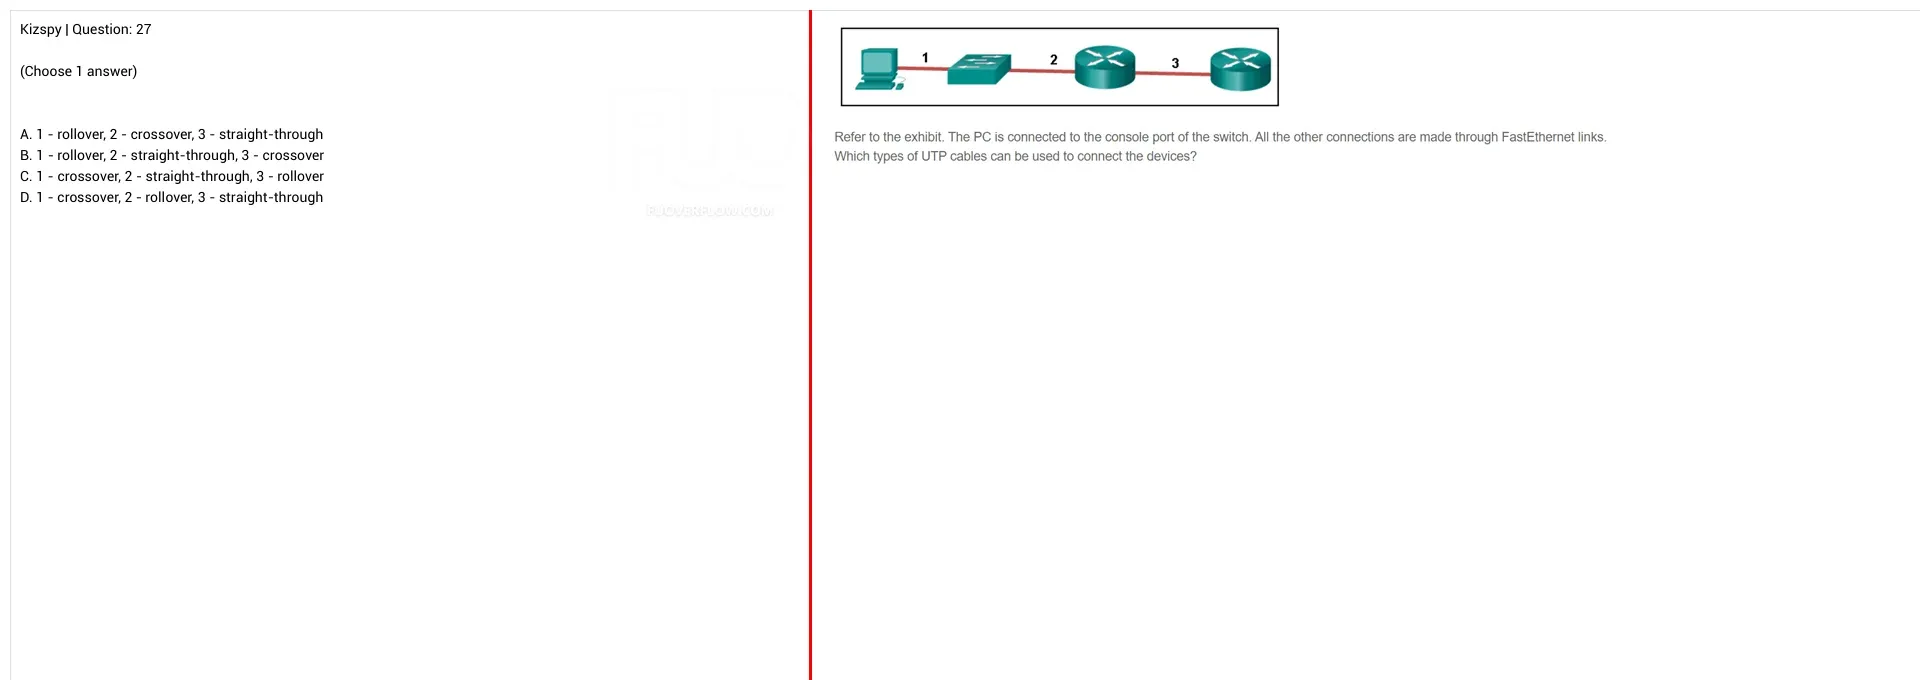 Kizspy | Question: 27
(Choose 1 answer)
A. 1 - rollover, 2 - crossover, 3 - straight-through
B. 1 - rollover, 2 - straight-through, 3 - crossover
C. 1 - crossover, 2 - straight-through, 3 - rollover
D. 1 - crossover, 2 - rollover, 3 - straight-through
FUOVERFLOW.COM
1 2 3
Refer to the exhibit. The PC is connected to the console port of the switch. All the other connections are made through FastEthernet links.
Which types of UTP cables can be used to connect the devices?